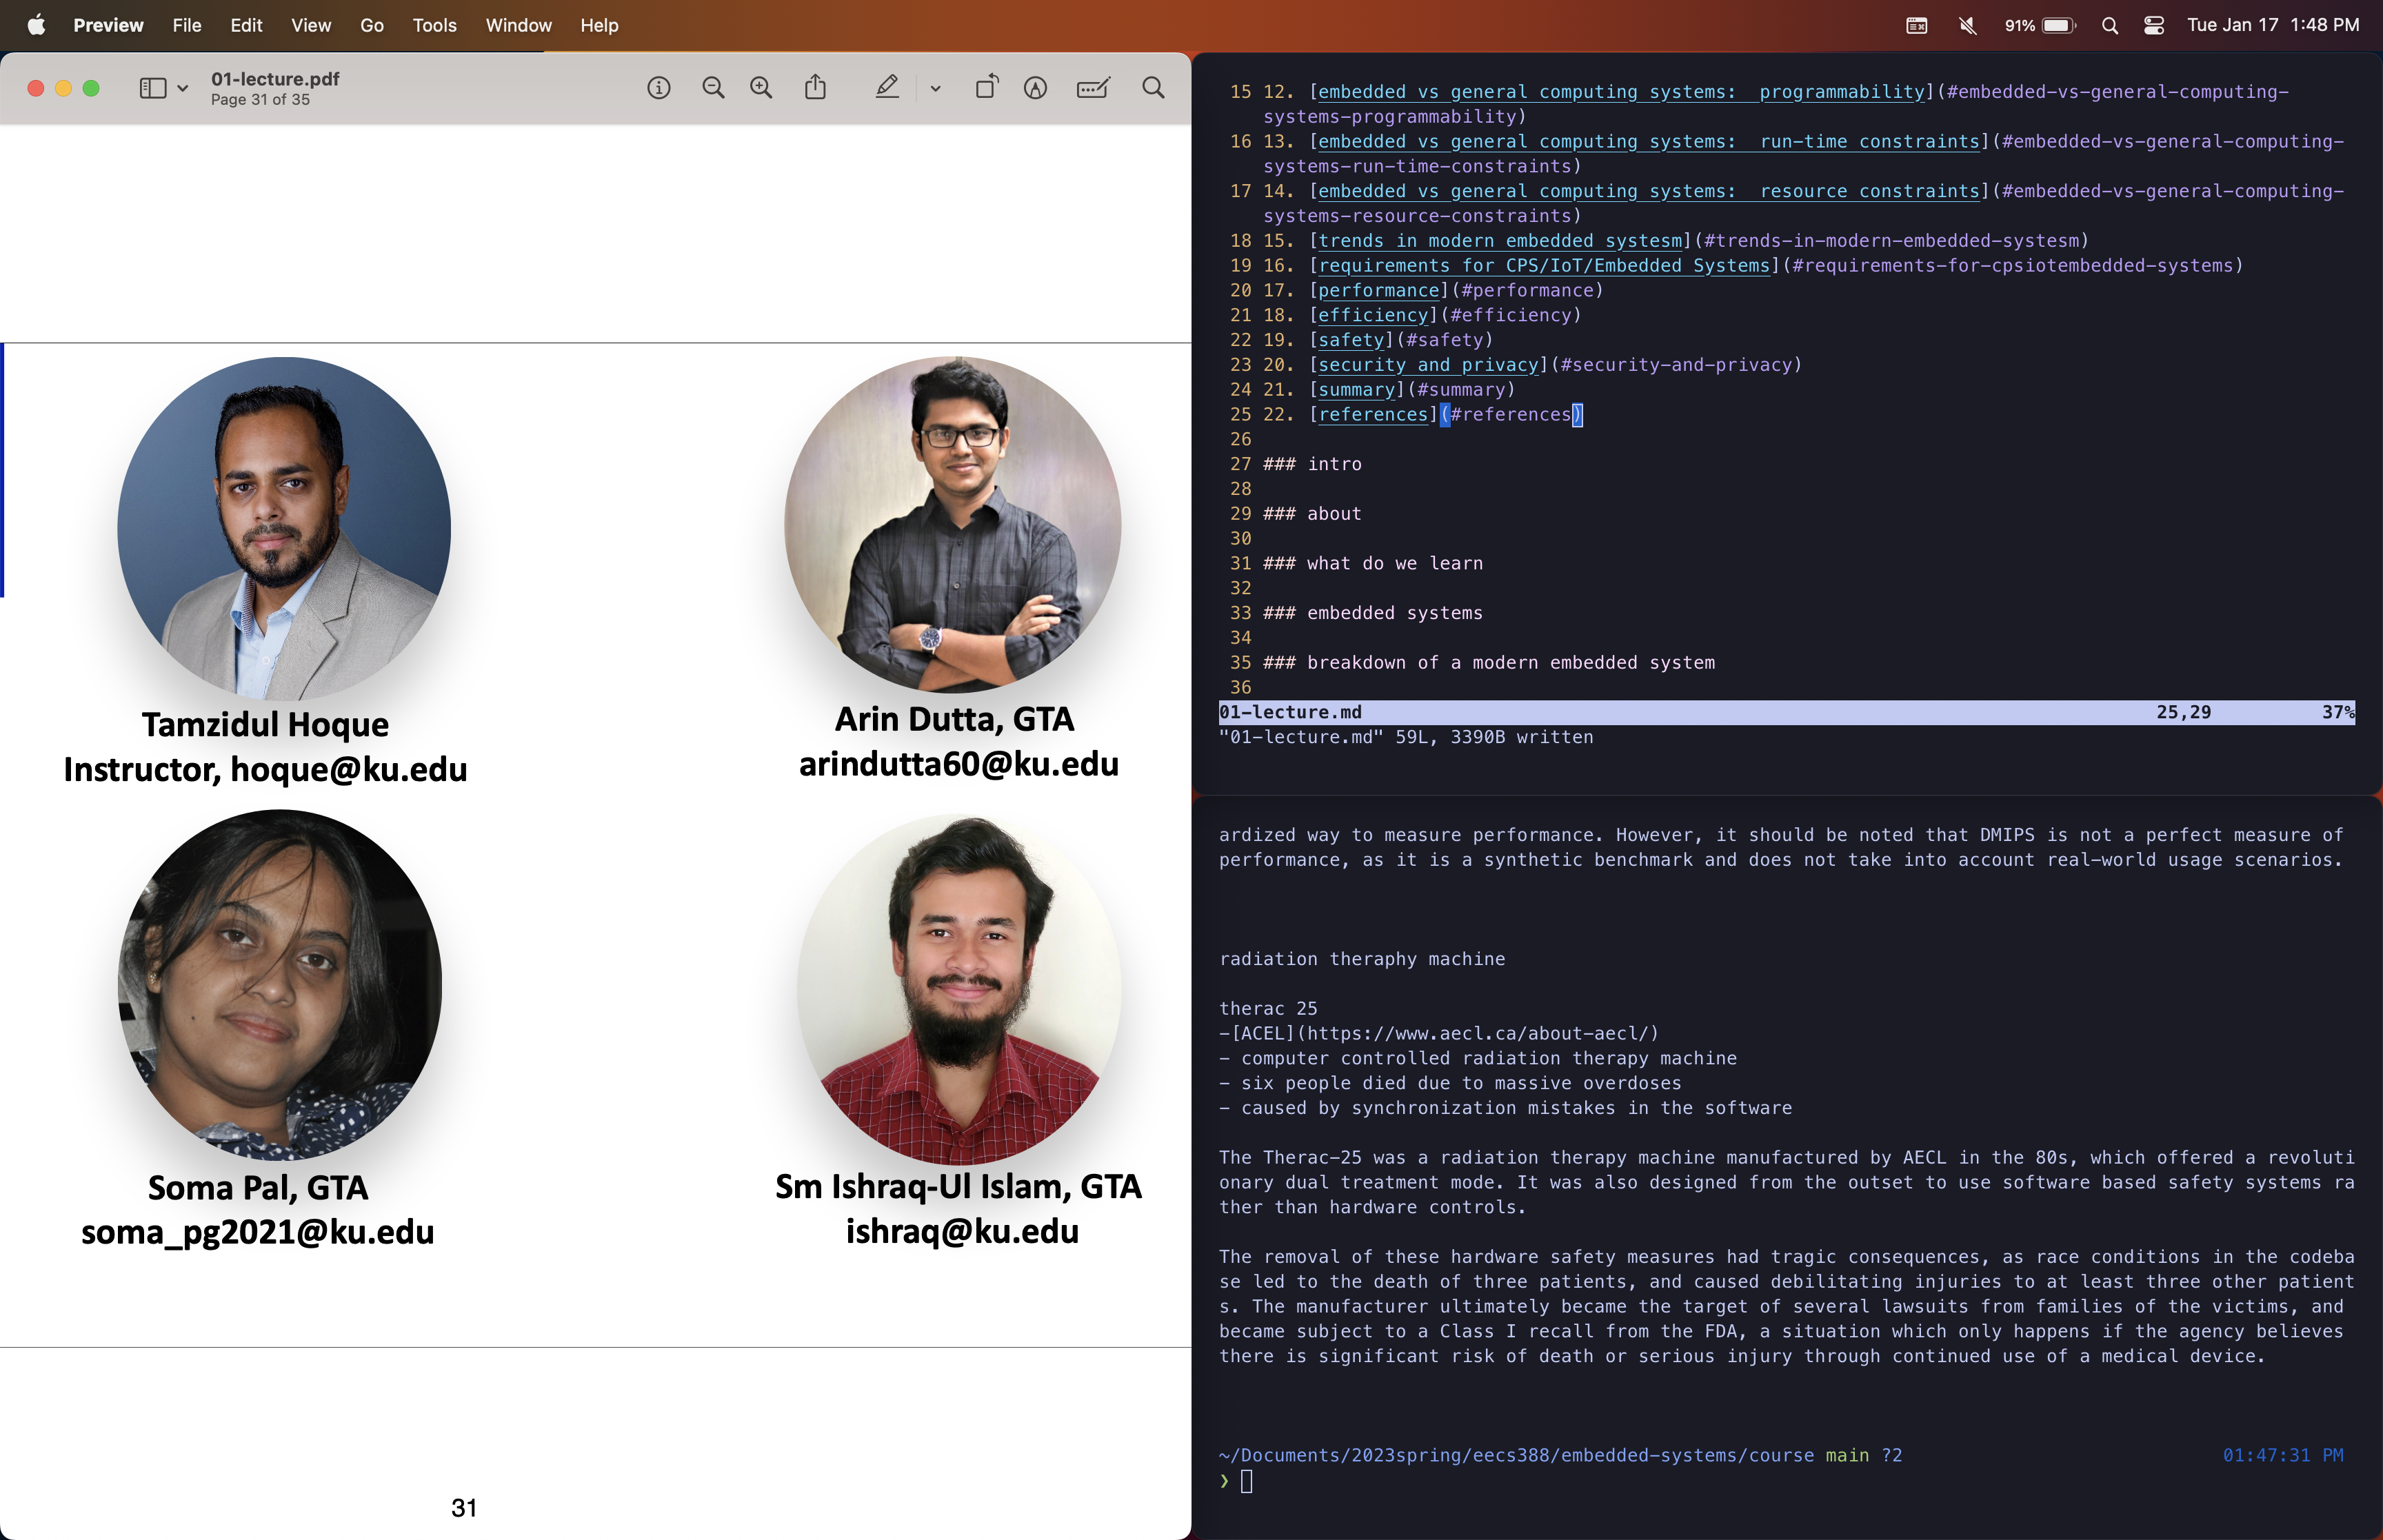 Preview File Edit View Go Tools Window Help 91% Tue Jan 17 1:48 PM
01-lecture.pdf
Page 31 of 35
Tamzidul Hoque
Instructor, hoque@ku.edu
Arin Dutta, GTA
arindutta60@ku.edu
Soma Pal, GTA
soma_pg2021@ku.edu
Sm Ishraq-Ul Islam, GTA
ishraq@ku.edu
31
15 12. [embedded vs general computing systems:  programmability](#embedded-vs-general-computing-
systems-programmability)
16 13. [embedded vs general computing systems:  run-time constraints](#embedded-vs-general-computing-
systems-run-time-constraints)
17 14. [embedded vs general computing systems:  resource constraints](#embedded-vs-general-computing-
systems-resource-constraints)
18 15. [trends in modern embedded systesm](#trends-in-modern-embedded-systesm)
19 16. [requirements for CPS/IoT/Embedded Systems](#requirements-for-cpsiotembedded-systems)
20 17. [performance](#performance)
21 18. [efficiency](#efficiency)
22 19. [safety](#safety)
23 20. [security and privacy](#security-and-privacy)
24 21. [summary](#summary)
25 22. [references](#references)
26
27 ### intro
28
29 ### about
30
31 ### what do we learn
32
33 ### embedded systems
34
35 ### breakdown of a modern embedded system
36
01-lecture.md 25,29 37%
"01-lecture.md" 59L, 3390B written
ardized way to measure performance. However, it should be noted that DMIPS is not a perfect measure of
performance, as it is a synthetic benchmark and does not take into account real-world usage scenarios.
radiation theraphy machine
therac 25
-[ACEL](https://www.aecl.ca/about-aecl/)
- computer controlled radiation therapy machine
- six people died due to massive overdoses
- caused by synchronization mistakes in the software
The Therac-25 was a radiation therapy machine manufactured by AECL in the 80s, which offered a revoluti
onary dual treatment mode. It was also designed from the outset to use software based safety systems ra
ther than hardware controls.
The removal of these hardware safety measures had tragic consequences, as race conditions in the codeba
se led to the death of three patients, and caused debilitating injuries to at least three other patient
s. The manufacturer ultimately became the target of several lawsuits from families of the victims, and
became subject to a Class I recall from the FDA, a situation which only happens if the agency believes
there is significant risk of death or serious injury through continued use of a medical device.
~/Documents/2023spring/eecs388/embedded-systems/course main ?2 01:47:31 PM
❯